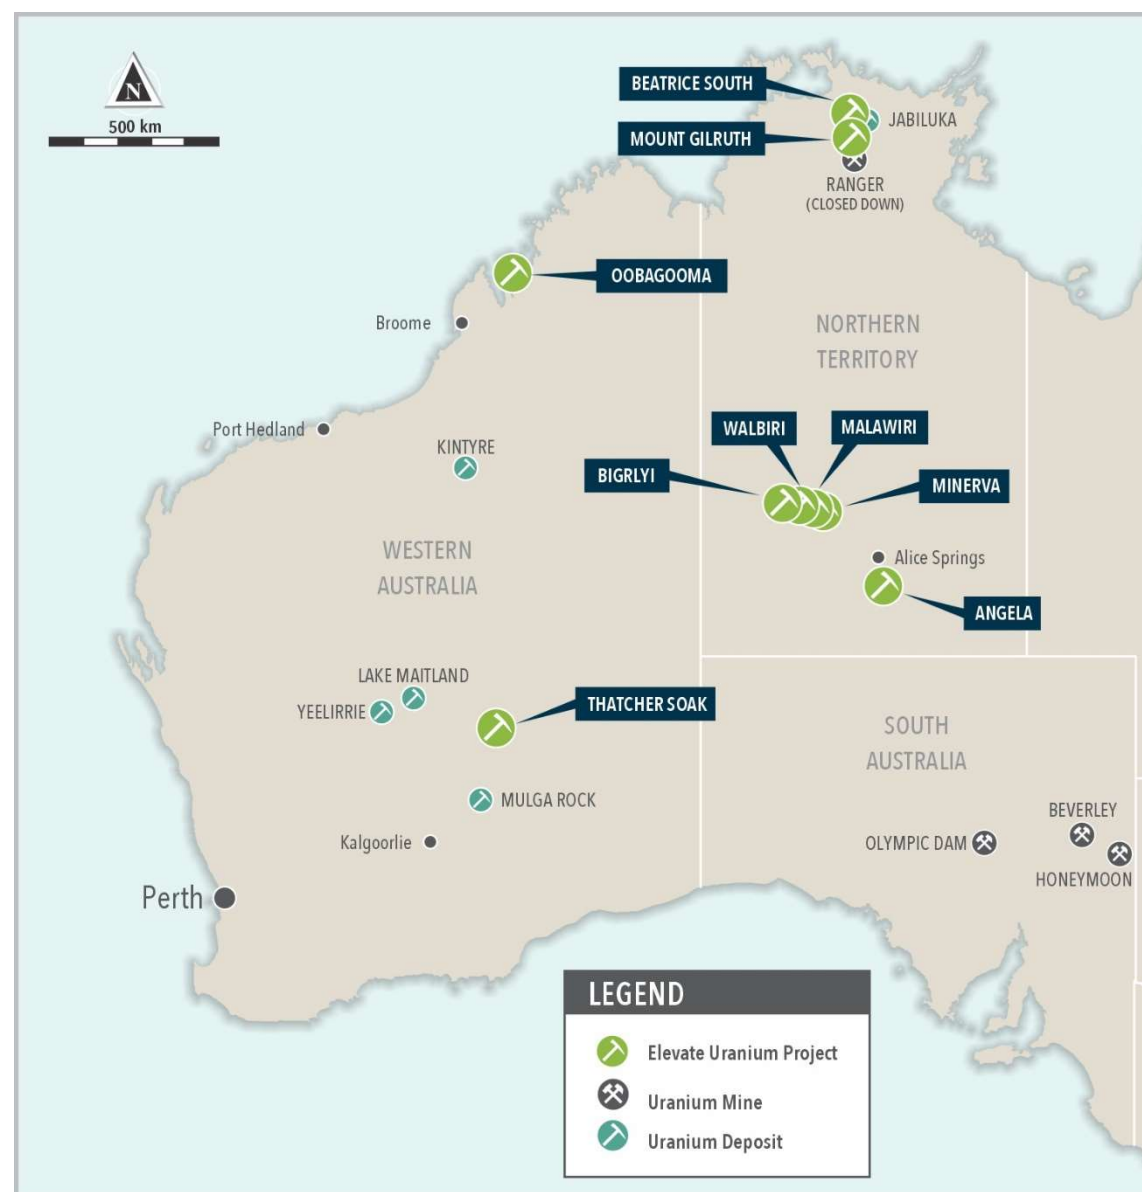 N
500 km
BEATRICE SOUTH
JABILUKA
MOUNT GILRUTH
RANGER
(CLOSED DOWN)
OOBAGOOMA
Broome
NORTHERN
TERRITORY
Port Hedland
KINTYRE
WALBIRI
MALAWIRI
BIGRLYI
MINERVA
WESTERN
AUSTRALIA
Alice Springs
ANGELA
LAKE MAITLAND
YEELIRRIE
THATCHER SOAK
SOUTH
AUSTRALIA
MULGA ROCK
BEVERLEY
Kalgoorlie
OLYMPIC DAM
HONEYMOON
Perth
LEGEND
Elevate Uranium Project
Uranium Mine
Uranium Deposit